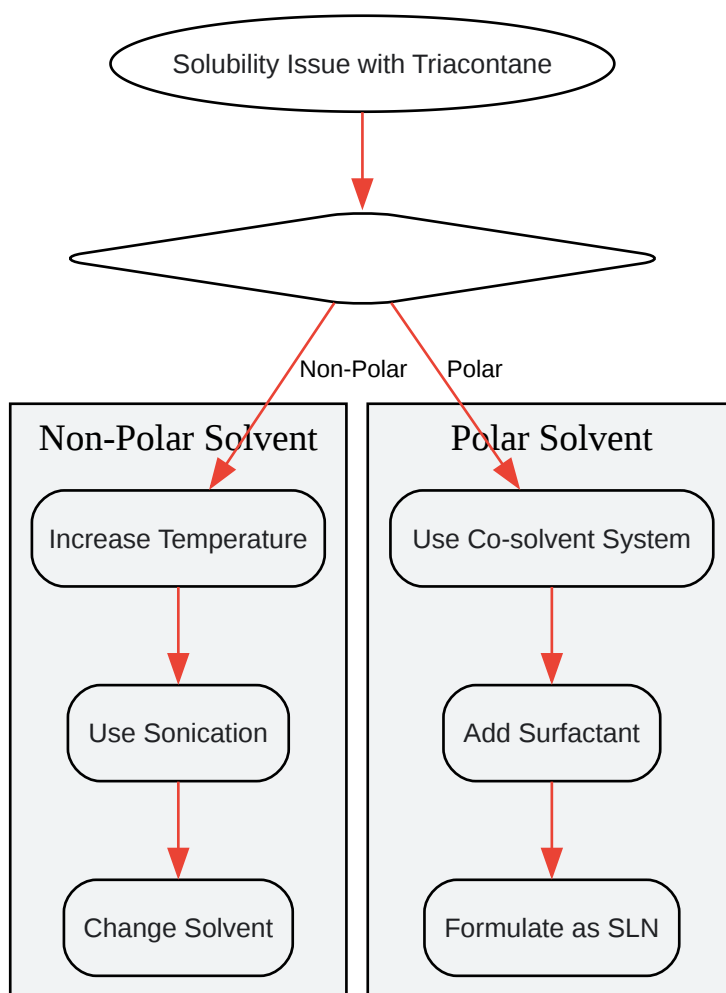 Solubility Issue with Triacontane
Non-Polar
Polar
Non-Polar Solvent
Polar Solvent
Increase Temperature
Use Co-solvent System
Use Sonication
Add Surfactant
Change Solvent
Formulate as SLN